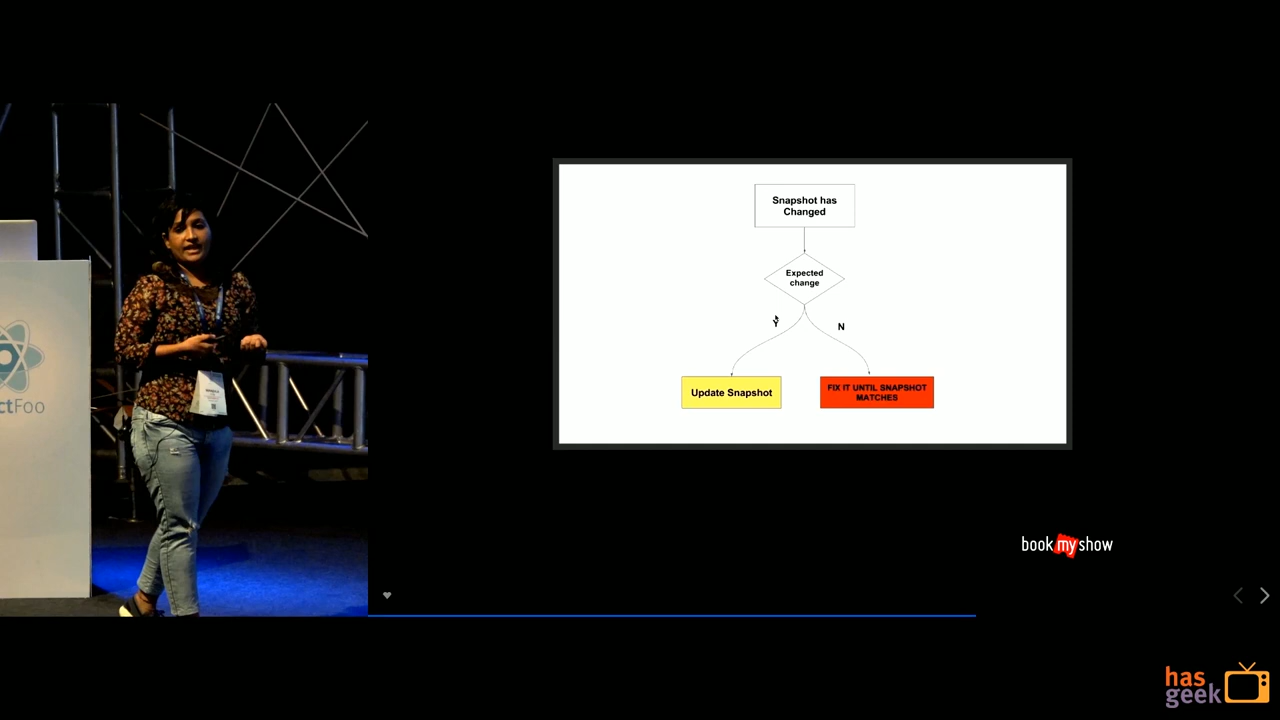 Snapshot has
Changed
Expected
change
Y
N
Update Snapshot
FIX IT UNTIL SNAPSHOT
MATCHES
ctFoo
bookmyshow
has
geek